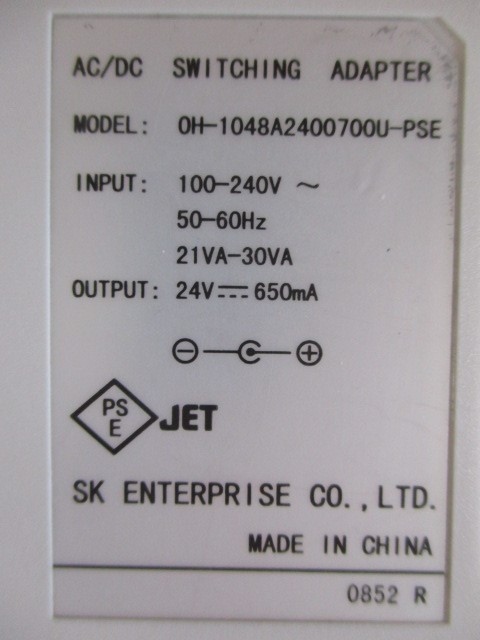 AC/DC SWITCHING ADAPTER
MODEL: OH-1048A2400700U-PSE
INPUT: 100-240V ~
50-60Hz
21VA-30VA
OUTPUT: 24V⎓650mA
PS
E
JET
SK ENTERPRISE CO.,LTD.
MADE IN CHINA
0852 R